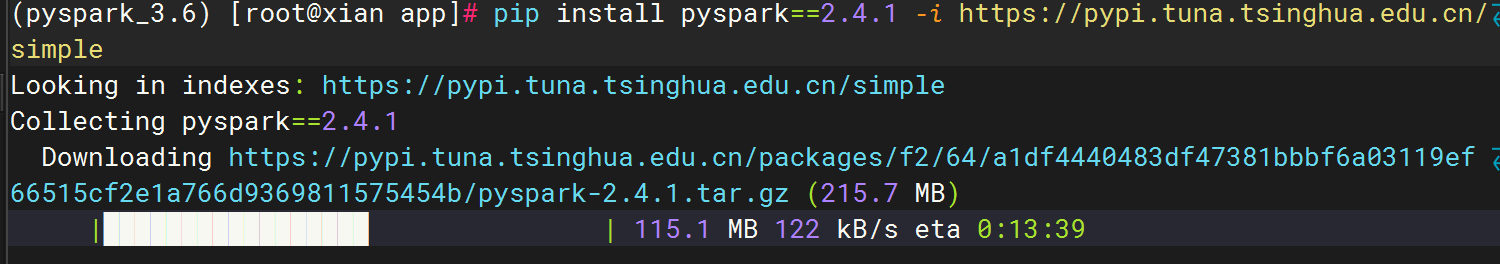 (pyspark_3.6) [root@xian app]# pip install pyspark==2.4.1 -i https://pypi.tuna.tsinghua.edu.cn/
simple
Looking in indexes: https://pypi.tuna.tsinghua.edu.cn/simple
Collecting pyspark==2.4.1
  Downloading https://pypi.tuna.tsinghua.edu.cn/packages/f2/64/a1df4440483df47381bbbf6a03119ef
66515cf2e1a766d9369811575454b/pyspark-2.4.1.tar.gz (215.7 MB)
     |█████████████████               | 115.1 MB 122 kB/s eta 0:13:39